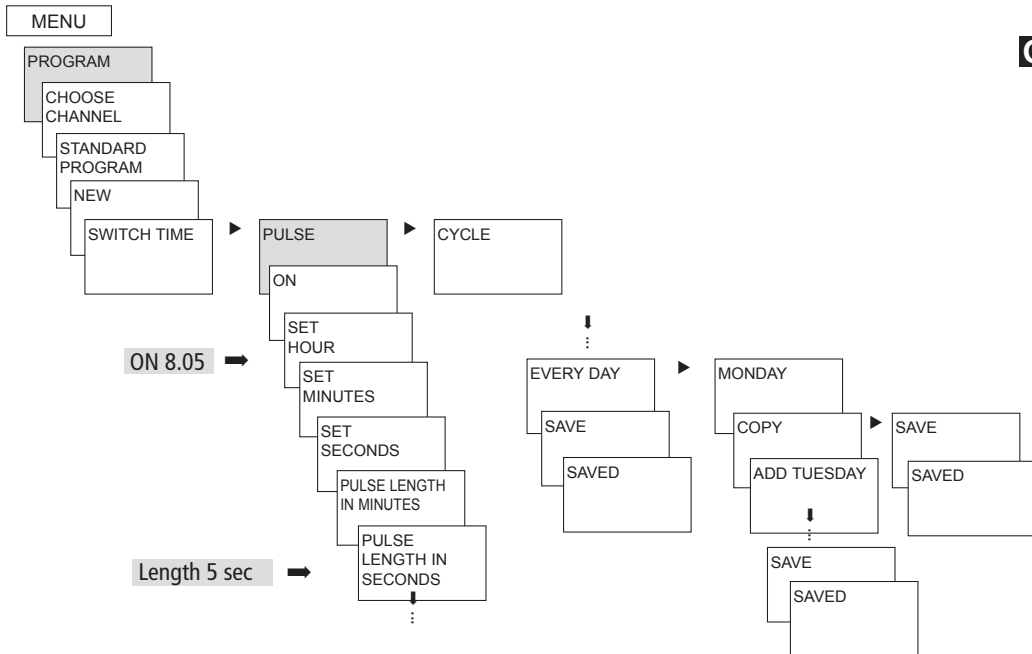 MENU
PROGRAM
CHOOSE
CHANNEL
STANDARD
PROGRAM
NEW
SWITCH TIME
PULSE
CYCLE
ON
SET
HOUR
ON 8.05
SET
MINUTES
SET
SECONDS
PULSE LENGTH
IN MINUTES
Length 5 sec
PULSE
LENGTH IN
SECONDS
EVERY DAY
SAVE
SAVED
MONDAY
COPY
ADD TUESDAY
SAVE
SAVED
SAVE
SAVED